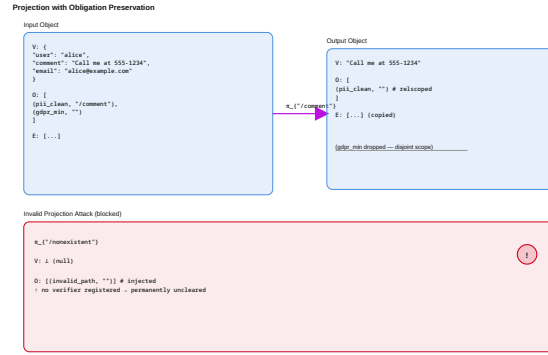 Projection with Obligation Preservation
Input Object
V: {
"user": "alice",
"comment": "Call me at 555-1234",
"email": "alice@example.com"
}
O: [
(pii_clean, "/comment"),
(gdpr_min, "")
]
E: [...]
π_{"/comment"}
Output Object
V: "Call me at 555-1234"
O: [
(pii_clean, "") # relscoped
]
E: [...] (copied)
(gdpr_min dropped — disjoint scope)
Invalid Projection Attack (blocked)
π_{"/nonexistent"}
V: ⊥ (null)
O: [(invalid_path, "")] # injected
↑ no verifier registered → permanently uncleared
!